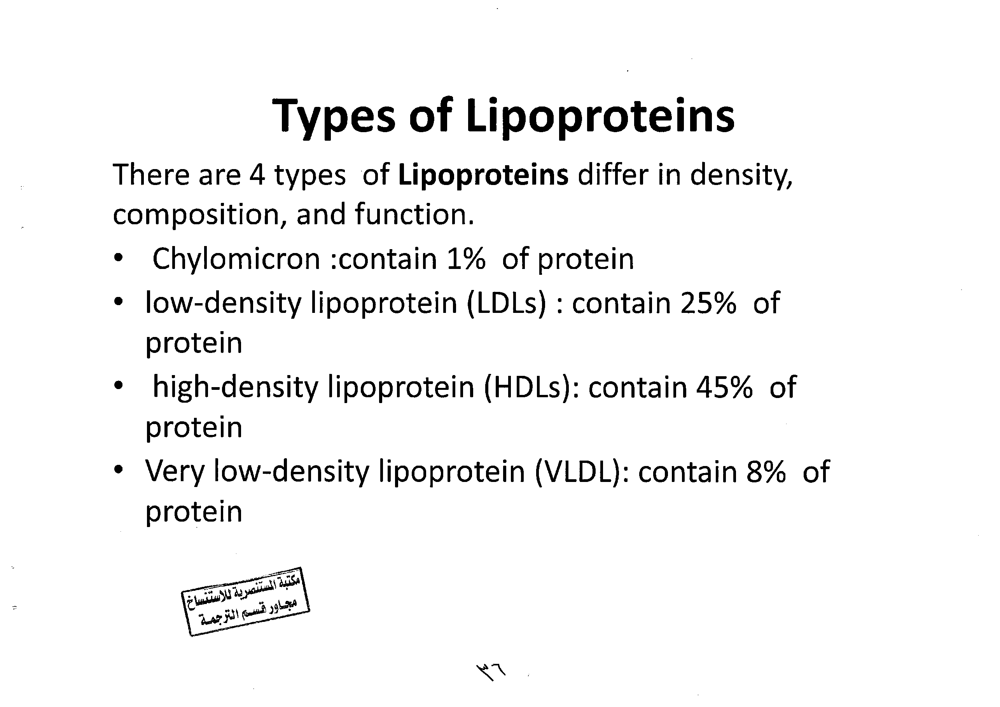 Types of Lipoproteins
There are 4 types of Lipoproteins differ in density,
composition, and function.
• Chylomicron :contain 1% of protein
• low-density lipoprotein (LDLs) : contain 25% of
protein
• high-density lipoprotein (HDLs): contain 45% of
protein
• Very low-density lipoprotein (VLDL): contain 8% of
protein
مكتبة المستنصرية للاستنساخ
مجاور قسم الترجمة
٣٦